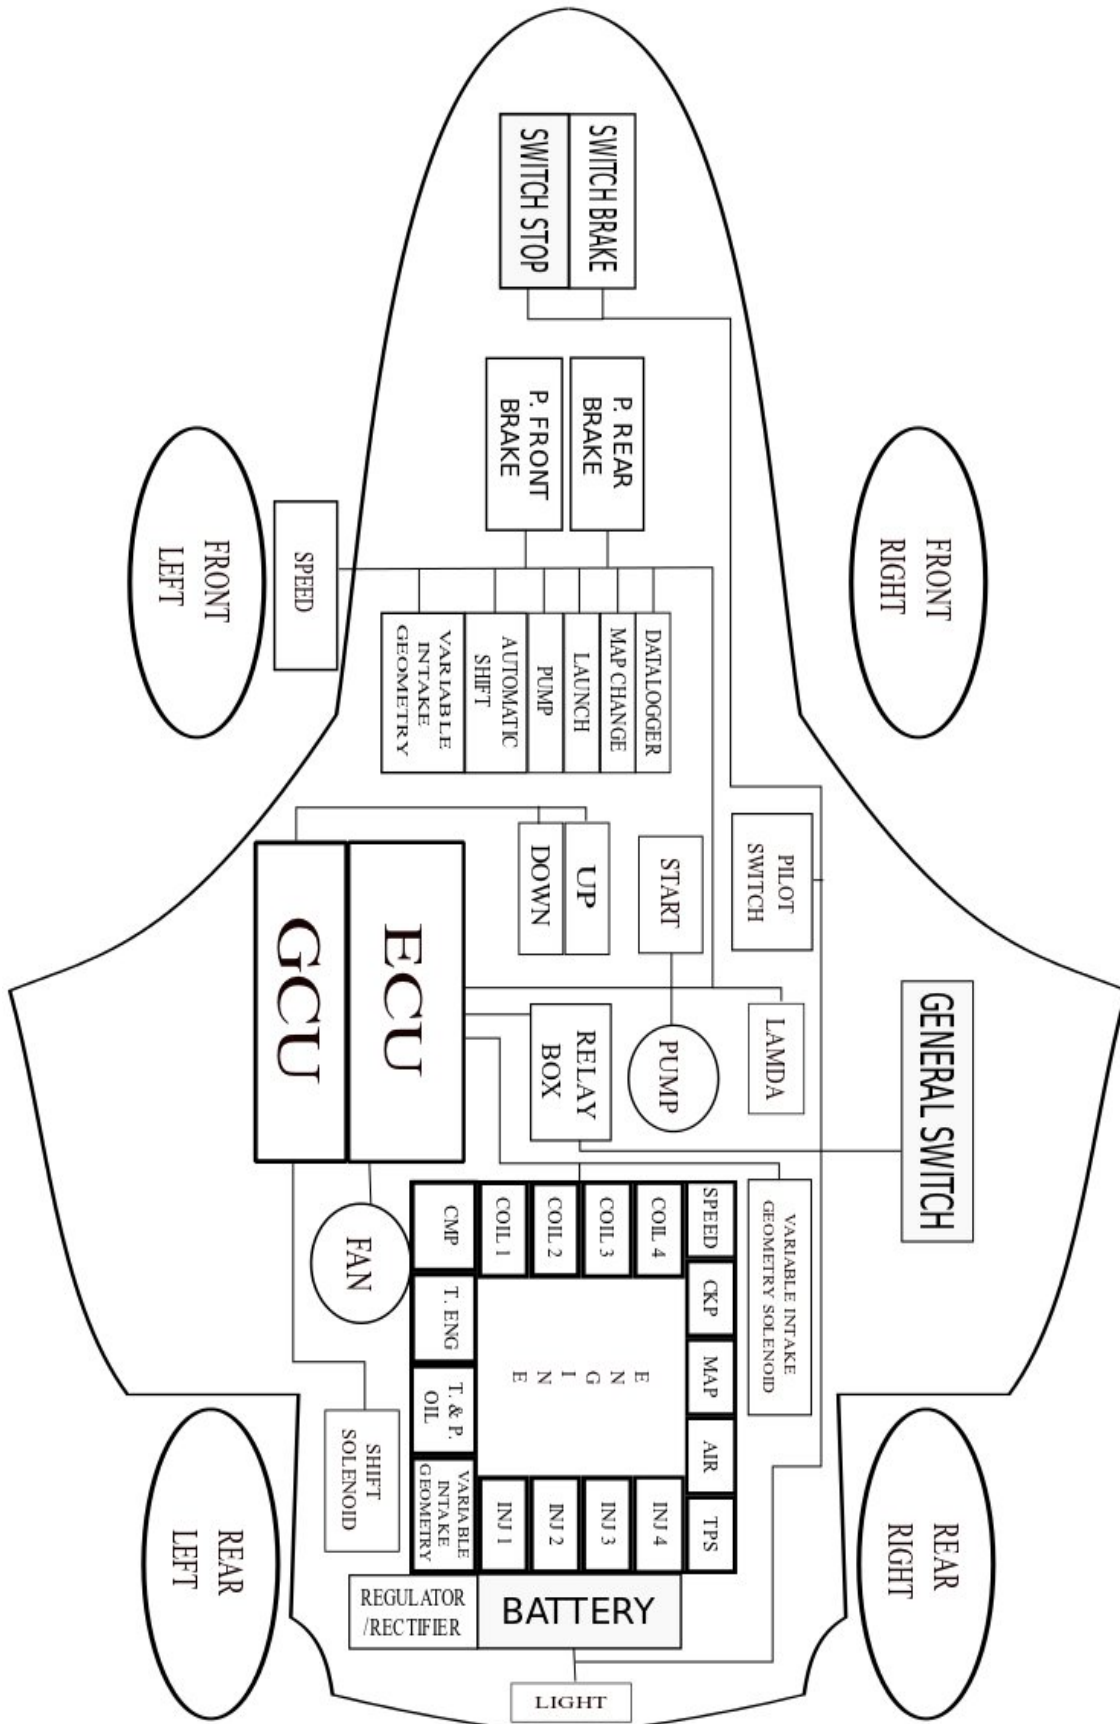 SWITCH BRAKE
SWITCH STOP
P. REAR
BRAKE
P. FRONT
BRAKE
FRONT
LEFT
SPEED
FRONT
RIGHT
VARIABLE
INTAKE
GEOMETRY
AUTOMATIC
SHIFT
PUMP
LAUNCH
MAP CHANGE
DATALOGGER
UP
DOWN
START
PILOT
SWITCH
GCU
ECU
RELAY
BOX
PUMP
LAMDA
GENERAL SWITCH
FAN
CMP
COIL 1
COIL 2
COIL 3
COIL 4
SPEED
VARIABLE INTAKE
GEOMETRY SOLENOID
T. ENG
CKP
ENIGNE
MAP
T. & P.
OIL
AIR
SHIFT
SOLENOID
VARIABLE
INTAKE
GEOMETRY
INJ 1
INJ 2
INJ 3
INJ 4
TPS
REAR
LEFT
REAR
RIGHT
REGULATOR
/RECTIFIER
BATTERY
LIGHT